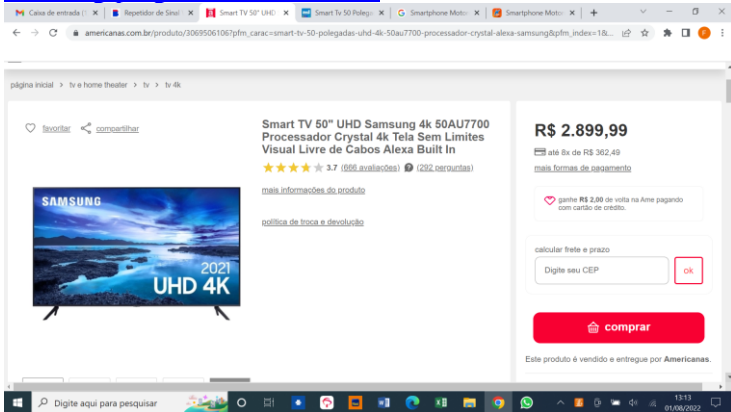 Caixa de entrada (
Repetidor de Sinal
Smart TV 50" UHD
Smart Tv 50 Polega
Smartphone Motor
Smartphone Motor
americanas.com.br/produto/3069506106?pfm_carac=smart-tv-50-polegadas-uhd-4k-50au7700-processador-crystal-alexa-samsung&pfm_index=1&...
página inicial > tv e home theater > tv > tv 4k
favoritar compartilhar
Smart TV 50" UHD Samsung 4k 50AU7700
Processador Crystal 4k Tela Sem Limites
Visual Livre de Cabos Alexa Built In
3.7 (666 avaliações) (292 perguntas)
mais informações do produto
política de troca e devolução
SAMSUNG
2021
UHD 4K
R$ 2.899,99
até 8x de R$ 362,49
mais formas de pagamento
ganhe R$ 2,00 de volta na Ame pagando
com cartão de crédito.
calcular frete e prazo
Digite seu CEP
ok
comprar
Este produto é vendido e entregue por Americanas.
Digite aqui para pesquisar
13:13
01/08/2022